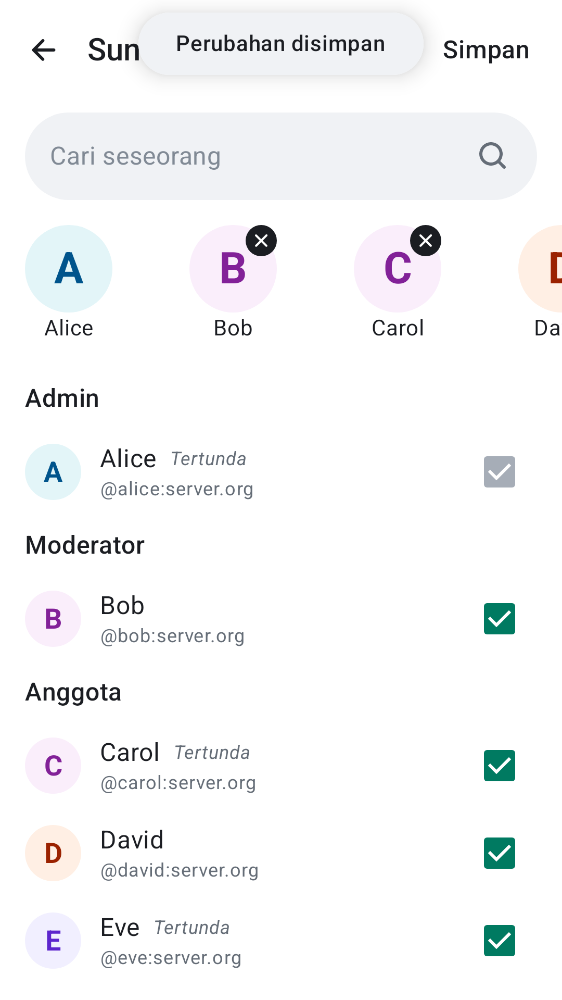 Sun
Perubahan disimpan
Simpan
Cari seseorang
A
B
C
Alice
Bob
Carol
Da
Admin
A
Alice Tertunda
@alice:server.org
Moderator
B
Bob
@bob:server.org
Anggota
C
Carol Tertunda
@carol:server.org
D
David
@david:server.org
E
Eve Tertunda
@eve:server.org